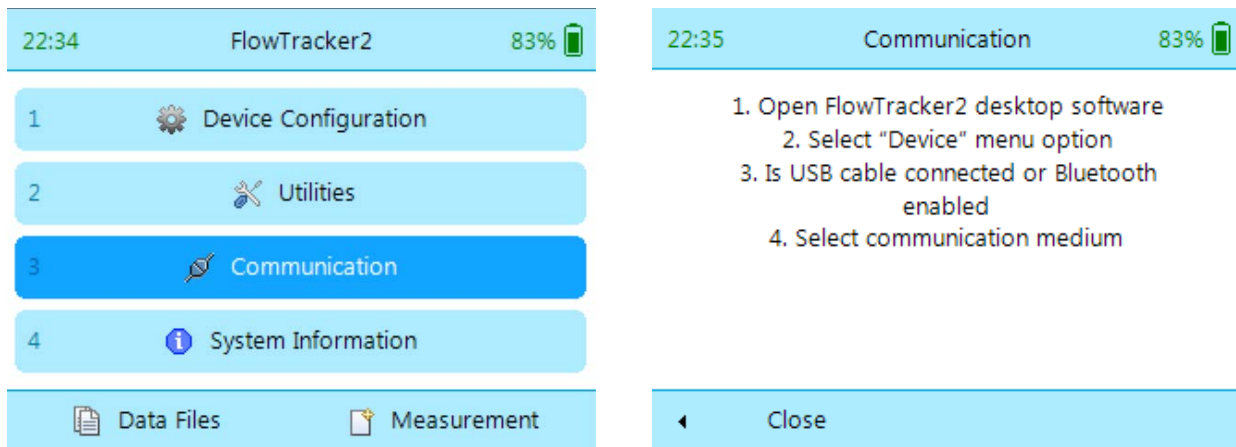 22:34 FlowTracker2 83%
1 Device Configuration
2 Utilities
3 Communication
4 System Information
Data Files Measurement
22:35 Communication 83%
1. Open FlowTracker2 desktop software
2. Select "Device" menu option
3. Is USB cable connected or Bluetooth
enabled
4. Select communication medium
Close